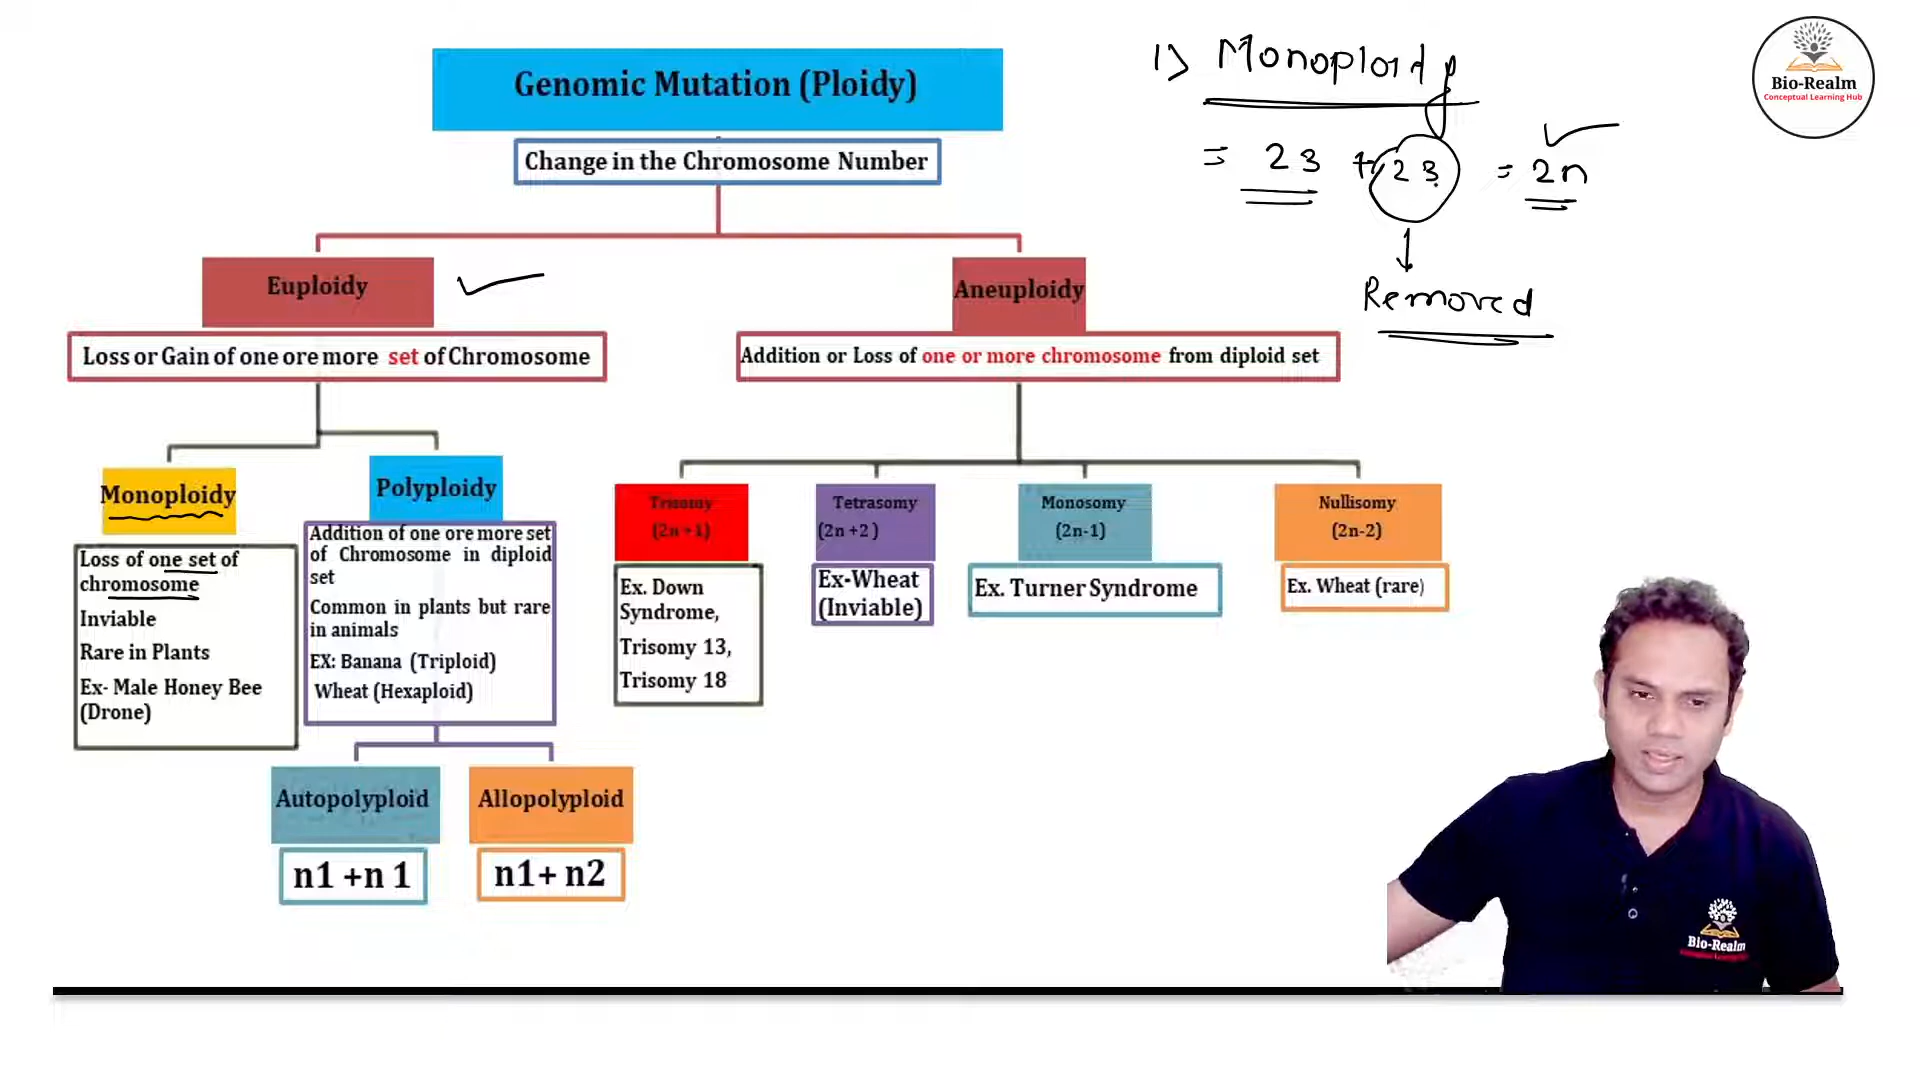 Genomic Mutation (Ploidy)
Change in the Chromosome Number
Euploidy
Loss or Gain of one ore more set of Chromosome
Monoploidy
Loss of one set of
chromosome
Inviable
Rare in Plants
Ex- Male Honey Bee
(Drone)
Polyploidy
Addition of one ore more set
of Chromosome in diploid
set
Common in plants but rare
in animals
EX: Banana (Triploid)
Wheat (Hexaploid)
Autopolyploid
n1 +n 1
Allopolyploid
n1+ n2
Aneuploidy
Addition or Loss of one or more chromosome from diploid set
Trisomy
(2n +1)
Ex. Down
Syndrome,
Trisomy 13,
Trisomy 18
Tetrasomy
(2n +2 )
Ex-Wheat
(Inviable)
Monosomy
(2n-1)
Ex. Turner Syndrome
Nullisomy
(2n-2)
Ex. Wheat (rare)
1) Monoploidy
= 23 + 23 = 2n
Removed
Bio-Realm
Conceptual Learning Hub
Bio-Realm